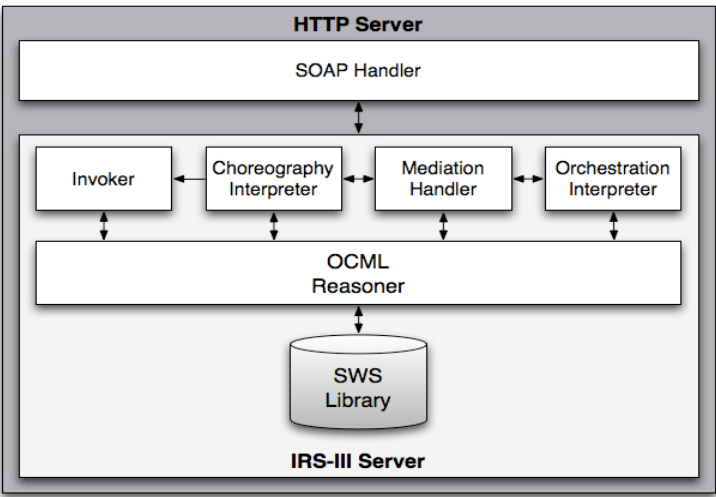 HTTP Server
SOAP Handler
Invoker
Choreography
Interpreter
Mediation
Handler
Orchestration
Interpreter
OCML
Reasoner
SWS
Library
IRS-III Server